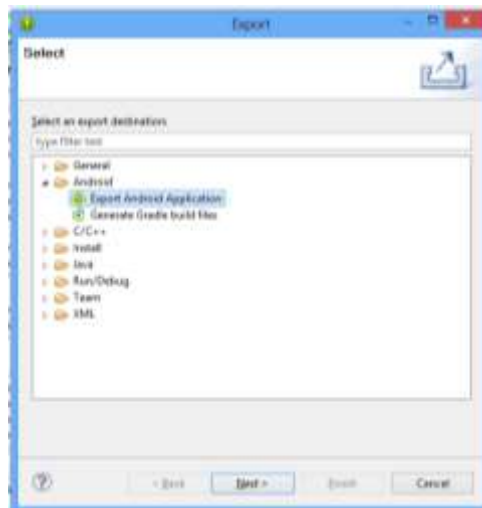 Export
Select
Select an export destination:
type filter text
General
Android
Export Android Application
Generate Gradle build files
C/C++
Install
Java
Run/Debug
Team
XML
< Back
Next >
Finish
Cancel